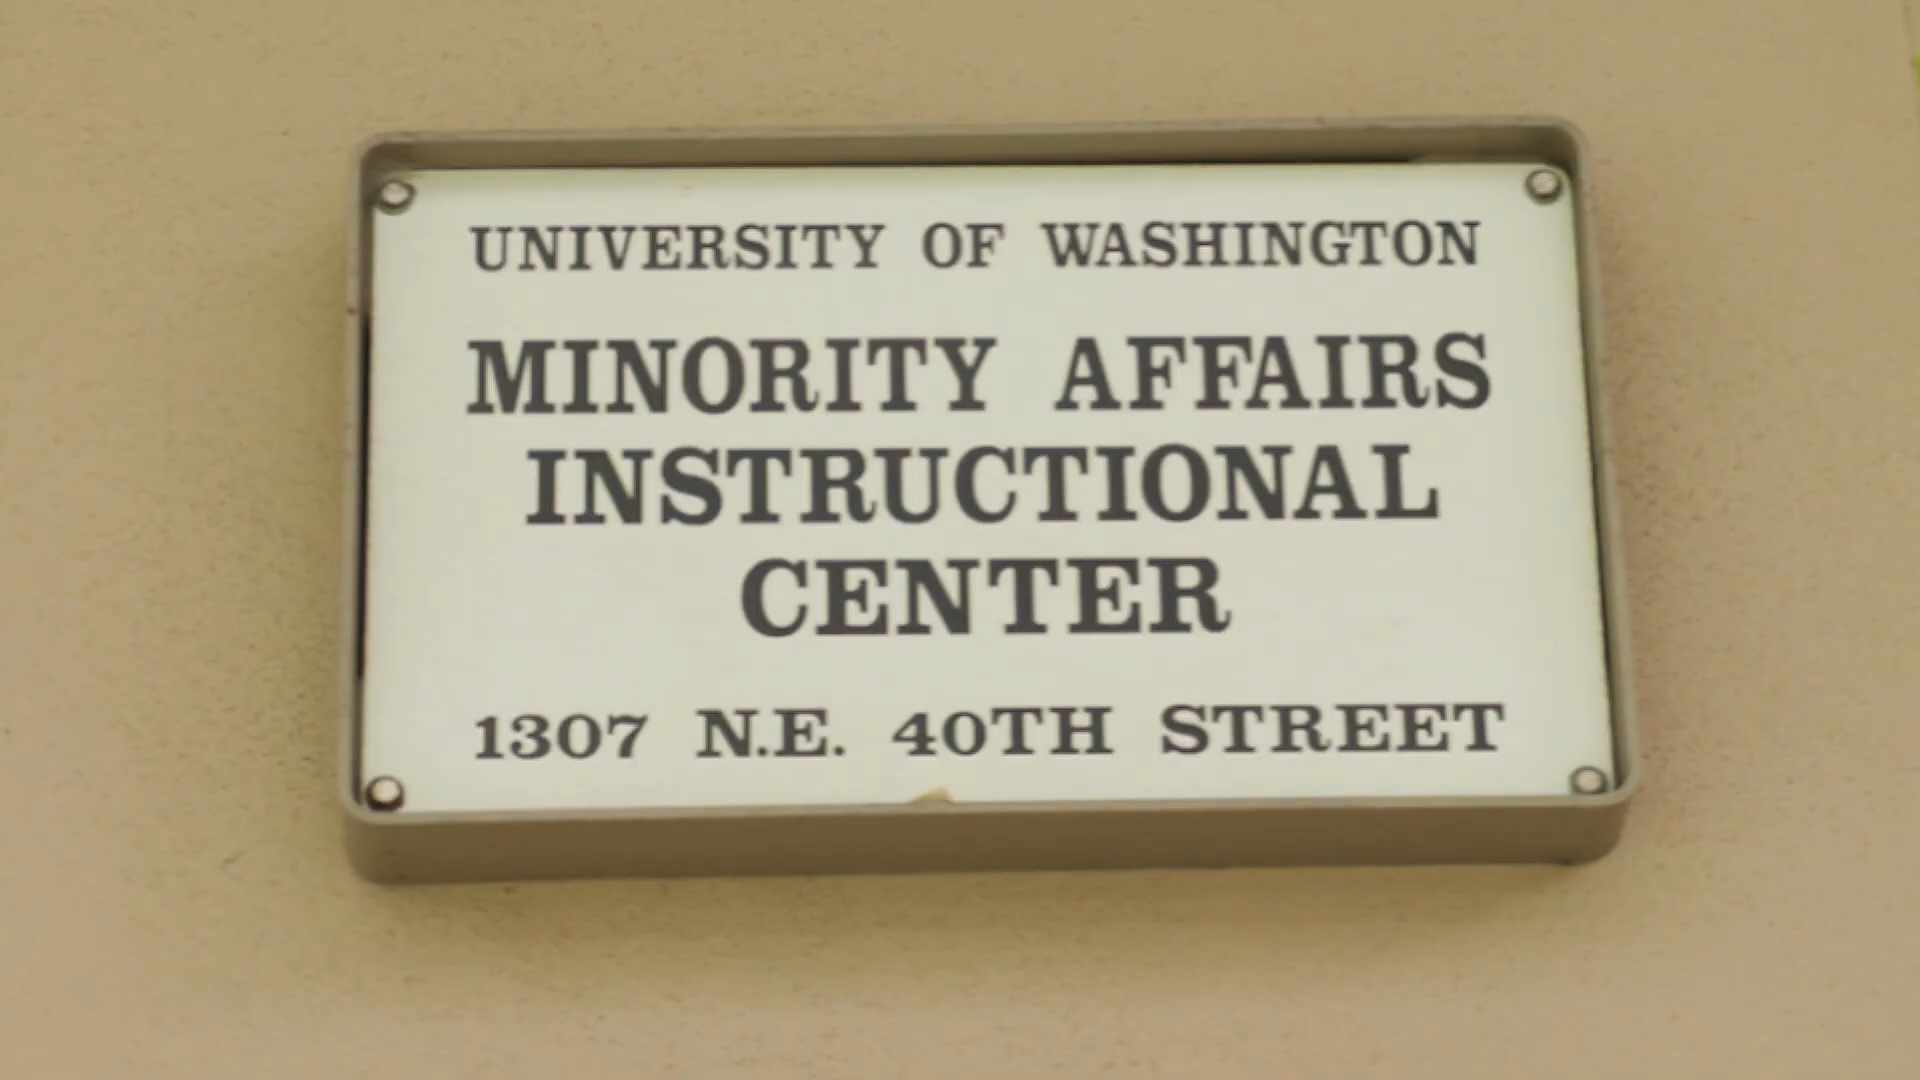 UNIVERSITY OF WASHINGTON
MINORITY AFFAIRS
INSTRUCTIONAL
CENTER
1307 N.E. 40TH STREET